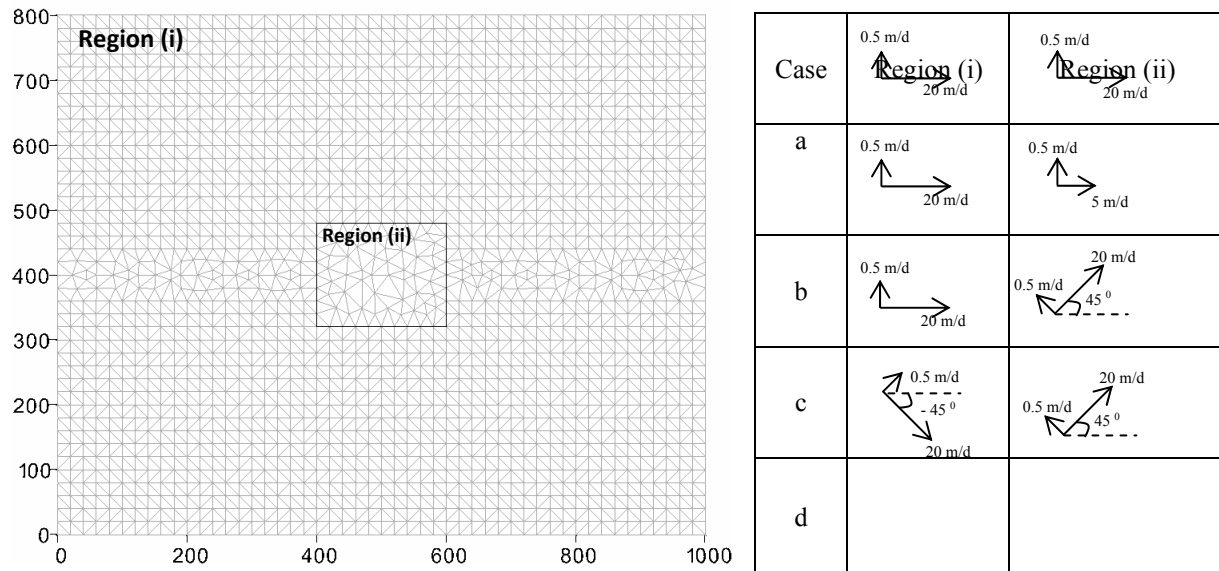 800
Region (i)
700
600
500
Region (ii)
400
300
200
100
0
0 200 400 600 800 1000
Case Region (i) Region (ii)
0.5 m/d 0.5 m/d
20 m/d 20 m/d
a
0.5 m/d 0.5 m/d
20 m/d 5 m/d
b
0.5 m/d 20 m/d
20 m/d 0.5 m/d 45 0
c
0.5 m/d 20 m/d
- 45 0 0.5 m/d 45 0
20 m/d
d